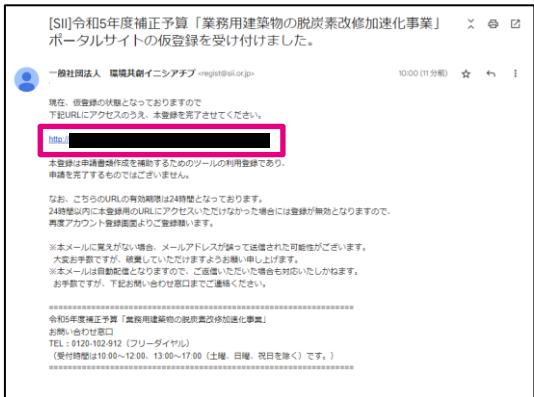 [SII]令和5年度補正予算「業務用建築物の脱炭素改修加速化事業」
ポータルサイトの仮登録を受け付けました。
一般社団法人 環境共創イニシアチブ <regist@sii.or.jp>
10:00 (11 分前)
現在、仮登録の状態となっておりますので
下記URLにアクセスのうえ、本登録を完了させてください。
http://
本登録は申請書類作成を補助するためのツールの利用登録であり、
申請を完了するものではございません。
なお、こちらのURLの有効期限は24時間となっております。
24時間以内に本登録用のURLにアクセスいただけなかった場合には登録が無効となりますので、
再度アカウント登録画面よりご登録願います。
※本メールに覚えがない場合、メールアドレスが誤って送信された可能性がございます。
大変お手数ですが、破棄していただけますようお願い申し上げます。
※本メールは自動配信となりますので、ご返信いただいた場合も対応いたしかねます。
お手数ですが、下記お問い合わせ窓口までご連絡ください。
==================================================================
令和5年度補正予算「業務用建築物の脱炭素改修加速化事業」
お問い合わせ窓口
TEL:0120-102-912(フリーダイヤル)
(受付時間は10:00～12:00、13:00～17:00(土曜、日曜、祝日を除く)です。)
==================================================================